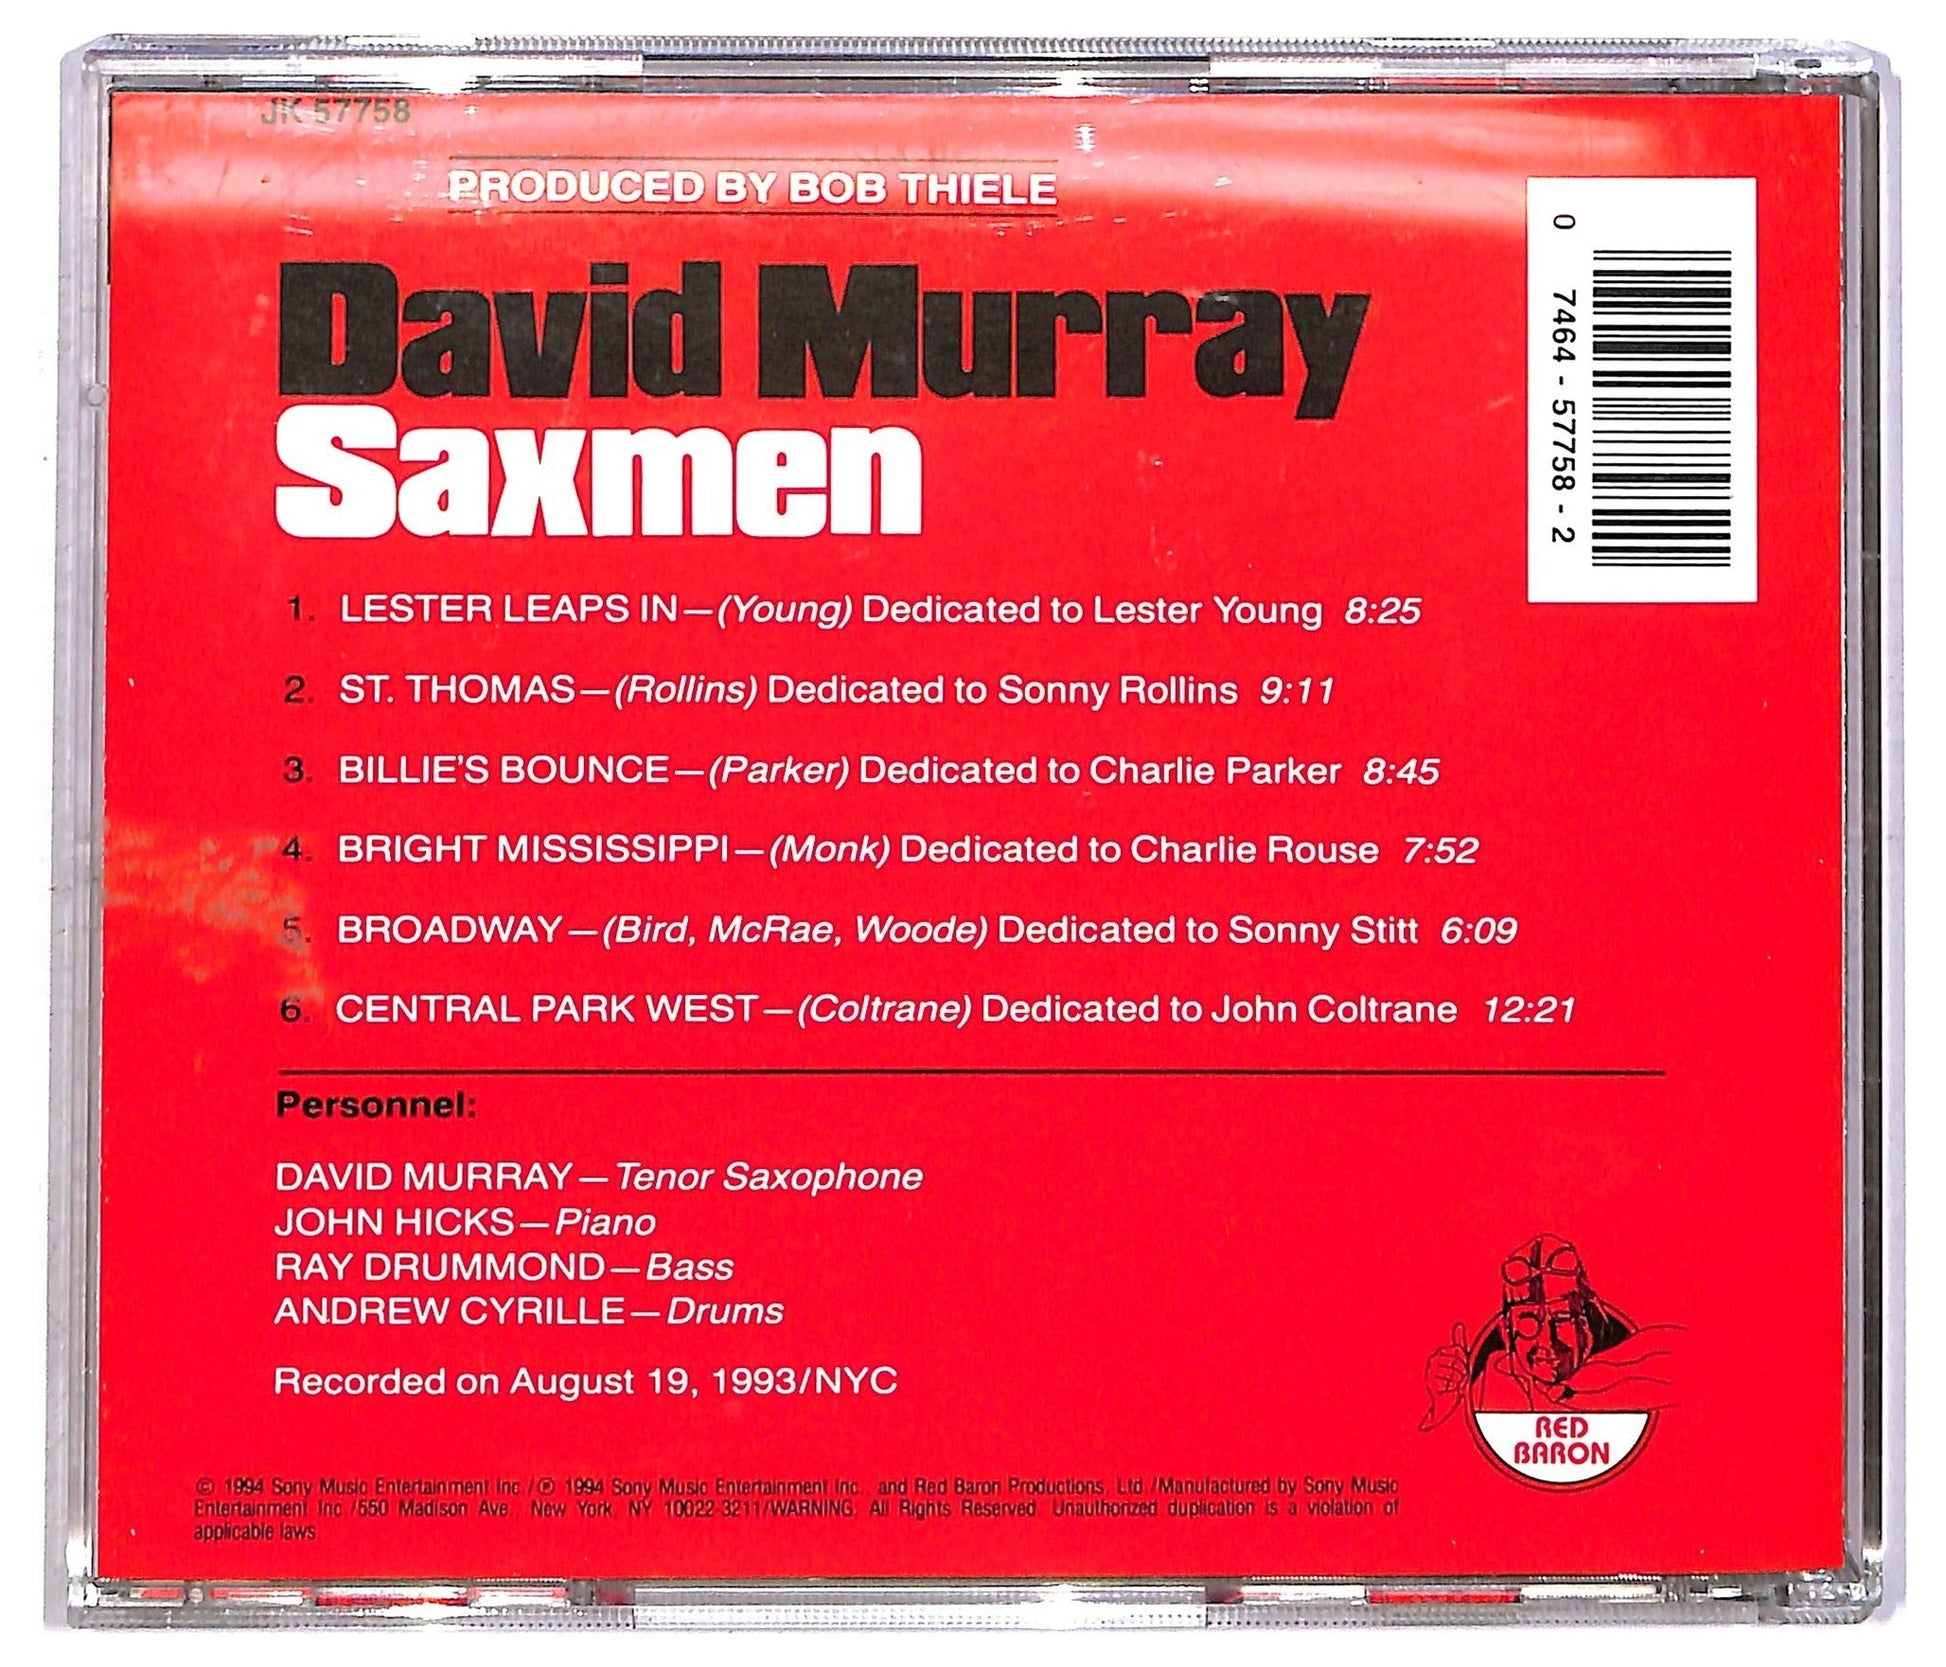 JK 57758
PRODUCED BY BOB THIELE
David Murray
Saxmen
0 7464-57758-2
1. LESTER LEAPS IN—(Young) Dedicated to Lester Young 8:25
2. ST. THOMAS—(Rollins) Dedicated to Sonny Rollins 9:11
3. BILLIE'S BOUNCE—(Parker) Dedicated to Charlie Parker 8:45
4. BRIGHT MISSISSIPPI—(Monk) Dedicated to Charlie Rouse 7:52
5. BROADWAY—(Bird, McRae, Woode) Dedicated to Sonny Stitt 6:09
6. CENTRAL PARK WEST—(Coltrane) Dedicated to John Coltrane 12:21
Personnel:
DAVID MURRAY—Tenor Saxophone
JOHN HICKS—Piano
RAY DRUMMOND—Bass
ANDREW CYRILLE—Drums
Recorded on August 19, 1993/NYC
RED
BARON
© 1994 Sony Music Entertainment Inc./℗ 1994 Sony Music Entertainment Inc. and Red Baron Productions, Ltd./Manufactured by Sony Music
Entertainment Inc./550 Madison Ave., New York, NY 10022-3211/WARNING: All Rights Reserved. Unauthorized duplication is a violation of
applicable laws.